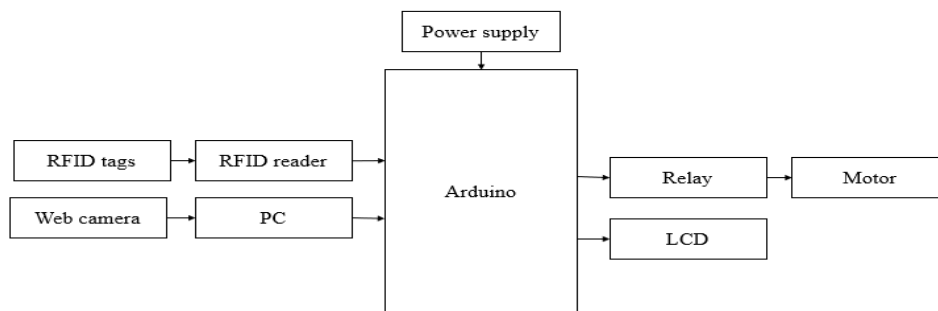 Power supply
RFID tags
RFID reader
Arduino
Relay
Motor
Web camera
PC
LCD